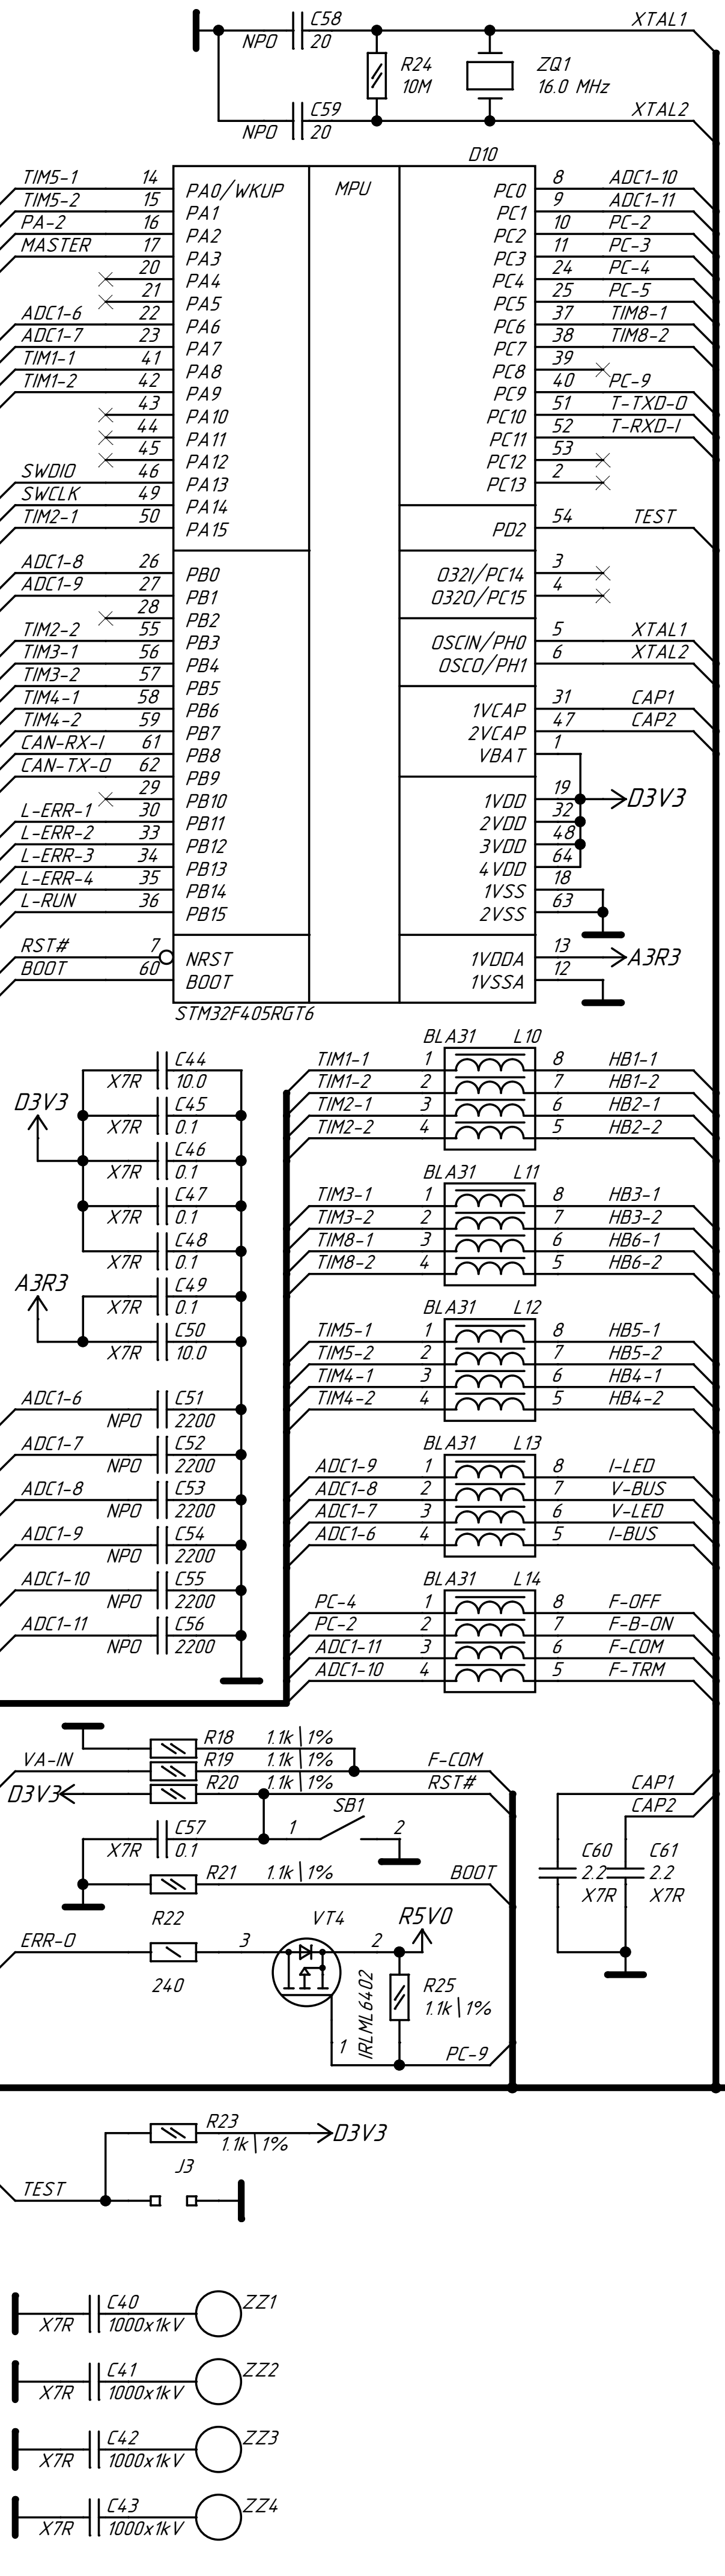 C58 XTAL1
NPO 20
R24 ZQ1
10M 16.0 MHz
C59 XTAL2
NPO 20
D10
TIM5-1 14 PA0/WKUP MPU PC0 8 ADC1-10
TIM5-2 15 PA1 PC1 9 ADC1-11
PA-2 16 PA2 PC2 10 PC-2
MASTER 17 PA3 PC3 11 PC-3
20 PA4 PC4 24 PC-4
21 PA5 PC5 25 PC-5
ADC1-6 22 PA6 PC6 37 TIM8-1
ADC1-7 23 PA7 PC7 38 TIM8-2
TIM1-1 41 PA8 PC8 39
TIM1-2 42 PA9 PC9 40 PC-9
43 PA10 PC10 51 T-TXD-O
44 PA11 PC11 52 T-RXD-I
45 PA12 PC12 53
SWDIO 46 PA13 PC13 2
SWCLK 49 PA14
TIM2-1 50 PA15 PD2 54 TEST
ADC1-8 26 PB0 O32I/PC14 3
ADC1-9 27 PB1 O32O/PC15 4
28 PB2
TIM2-2 55 PB3 OSCIN/PH0 5 XTAL1
TIM3-1 56 PB4 OSCO/PH1 6 XTAL2
TIM3-2 57 PB5
TIM4-1 58 PB6 1VCAP 31 CAP1
TIM4-2 59 PB7 2VCAP 47 CAP2
CAN-RX-I 61 PB8 VBAT 1
CAN-TX-O 62 PB9
29 PB10 1VDD 19 D3V3
L-ERR-1 30 PB11 2VDD 32
L-ERR-2 33 PB12 3VDD 48
L-ERR-3 34 PB13 4VDD 64
L-ERR-4 35 PB14 1VSS 18
L-RUN 36 PB15 2VSS 63
RST# 7 NRST 1VDDA 13 A3R3
BOOT 60 BOOT 1VSSA 12
STM32F405RGT6
BLA31 L10
C44 TIM1-1 1 8 HB1-1
X7R 10.0 TIM1-2 2 7 HB1-2
D3V3 C45 TIM2-1 3 6 HB2-1
X7R 0.1 TIM2-2 4 5 HB2-2
C46
X7R 0.1 BLA31 L11
C47 TIM3-1 1 8 HB3-1
X7R 0.1 TIM3-2 2 7 HB3-2
C48 TIM8-1 3 6 HB6-1
X7R 0.1 TIM8-2 4 5 HB6-2
A3R3 C49
X7R 0.1 BLA31 L12
C50 TIM5-1 1 8 HB5-1
X7R 10.0 TIM5-2 2 7 HB5-2
TIM4-1 3 6 HB4-1
ADC1-6 C51 TIM4-2 4 5 HB4-2
NPO 2200
ADC1-7 C52 BLA31 L13
NPO 2200 ADC1-9 1 8 I-LED
ADC1-8 C53 ADC1-8 2 7 V-BUS
NPO 2200 ADC1-7 3 6 V-LED
ADC1-9 C54 ADC1-6 4 5 I-BUS
NPO 2200
ADC1-10 C55 BLA31 L14
NPO 2200 PC-4 1 8 F-OFF
ADC1-11 C56 PC-2 2 7 F-B-ON
NPO 2200 ADC1-11 3 6 F-COM
ADC1-10 4 5 F-TRM
R18 1.1k\1%
VA-IN R19 1.1k\1% F-COM
D3V3 R20 1.1k\1% RST# CAP1
SB1 CAP2
C57 1 2
X7R 0.1
C60 C61
2.2 2.2
X7R X7R
R21 1.1k\1% BOOT
R22 VT4 R5V0
ERR-O 3 2
240 IRLML6402 R25
1.1k\1%
1 PC-9
R23 D3V3
1.1k\1%
J3
TEST
C40 ZZ1
X7R 1000x1kV
C41 ZZ2
X7R 1000x1kV
C42 ZZ3
X7R 1000x1kV
C43 ZZ4
X7R 1000x1kV